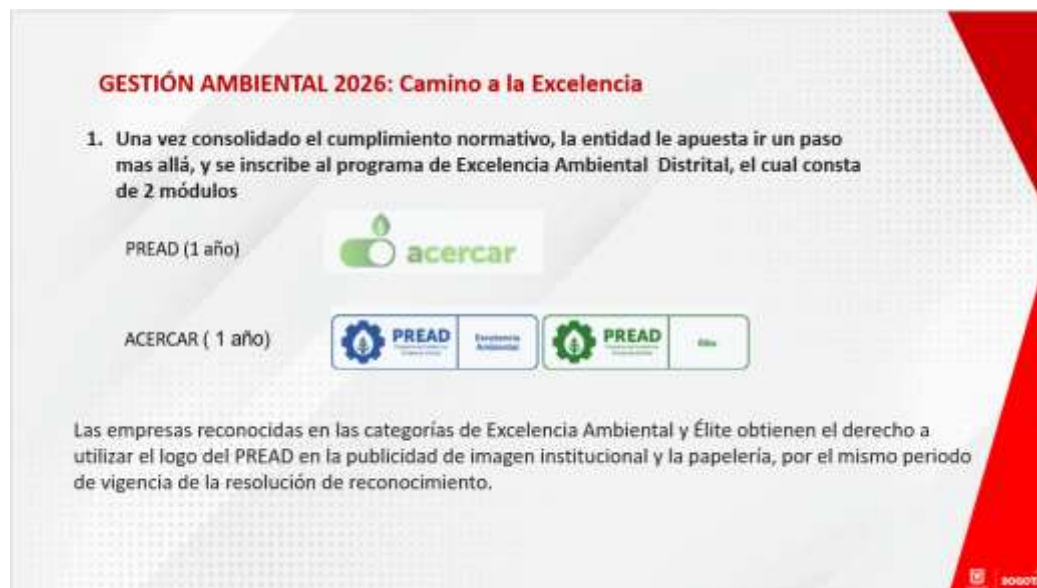 GESTIÓN AMBIENTAL 2026: Camino a la Excelencia
1. Una vez consolidado el cumplimiento normativo, la entidad le apuesta ir un paso
mas allá, y se inscribe al programa de Excelencia Ambiental Distrital, el cual consta
de 2 módulos
PREAD (1 año)
acercar
ACERCAR ( 1 año)
PREAD
Excelencia
Ambiental
PREAD
Élite
Las empresas reconocidas en las categorías de Excelencia Ambiental y Élite obtienen el derecho a
utilizar el logo del PREAD en la publicidad de imagen institucional y la papelería, por el mismo periodo
de vigencia de la resolución de reconocimiento.